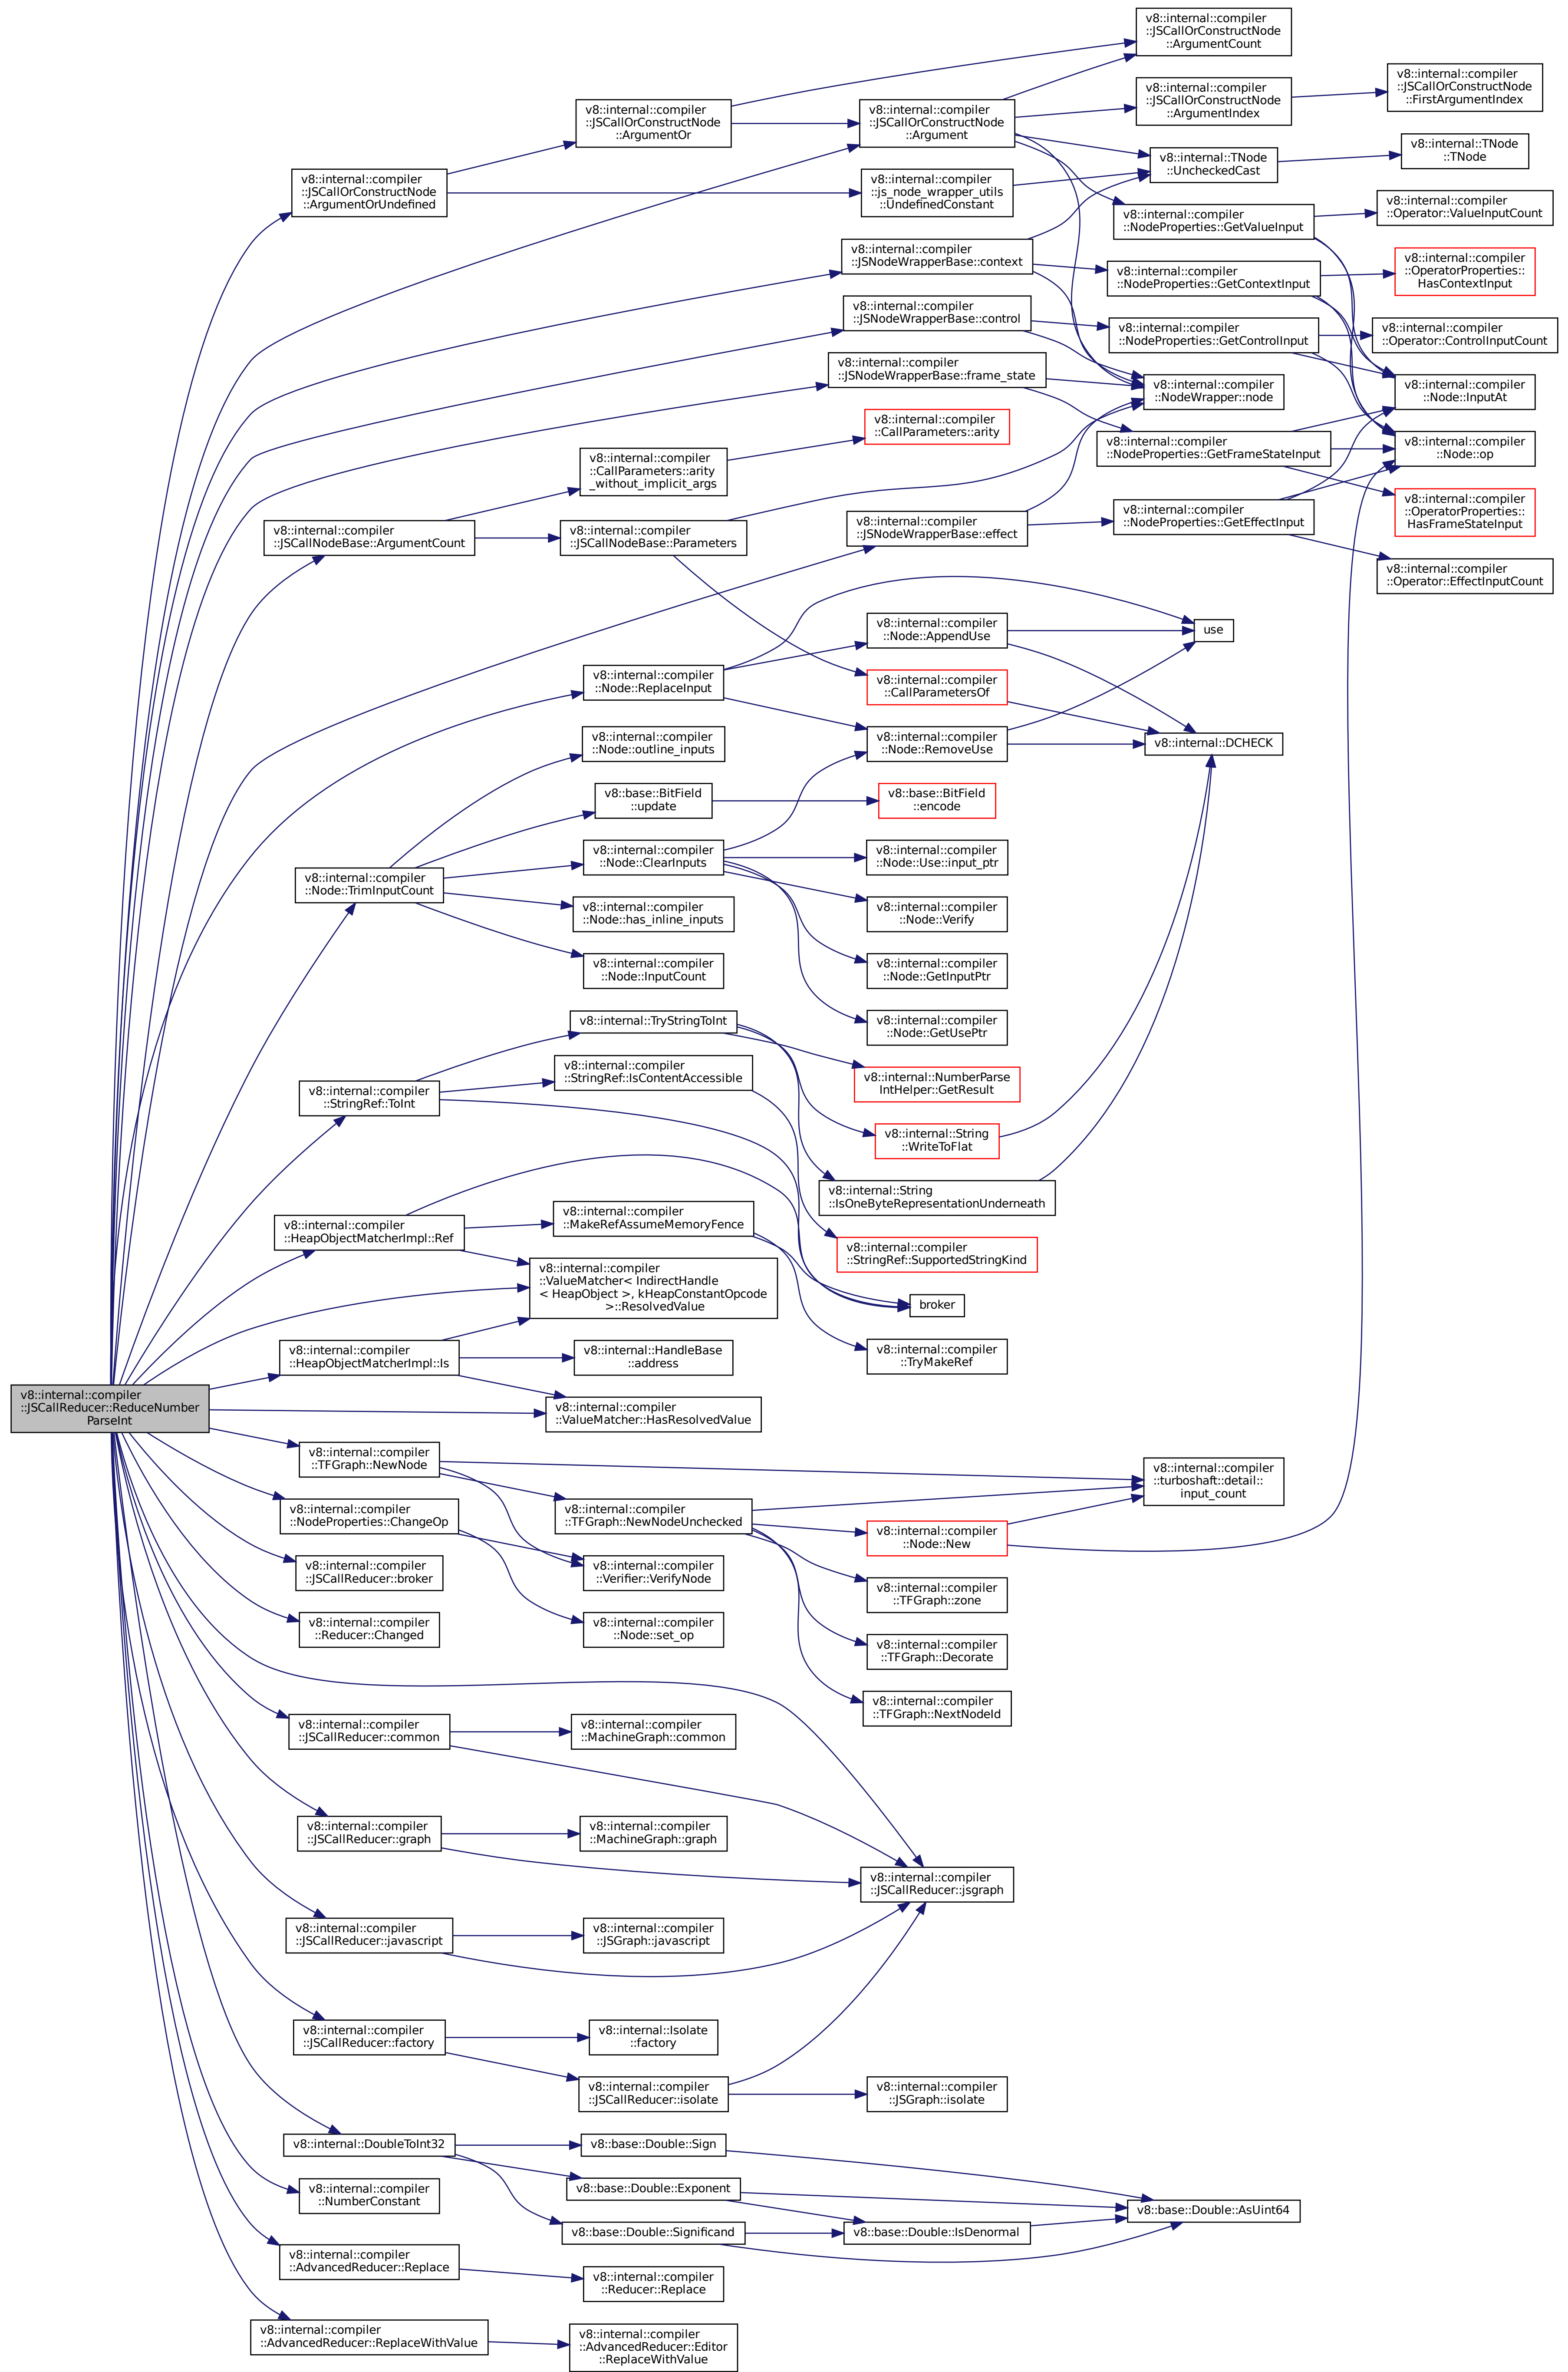 v8::internal::compiler
::JSCallOrConstructNode
::ArgumentCount
v8::internal::compiler
::JSCallOrConstructNode
::FirstArgumentIndex
v8::internal::compiler
::JSCallOrConstructNode
::ArgumentIndex
v8::internal::compiler
::JSCallOrConstructNode
::ArgumentOr
v8::internal::compiler
::JSCallOrConstructNode
::Argument
v8::internal::TNode
::TNode
v8::internal::TNode
::UncheckedCast
v8::internal::compiler
::JSCallOrConstructNode
::ArgumentOrUndefined
v8::internal::compiler
::js_node_wrapper_utils
::UndefinedConstant
v8::internal::compiler
::Operator::ValueInputCount
v8::internal::compiler
::NodeProperties::GetValueInput
v8::internal::compiler
::JSNodeWrapperBase::context
v8::internal::compiler
::NodeProperties::GetContextInput
v8::internal::compiler
::OperatorProperties::
HasContextInput
v8::internal::compiler
::JSNodeWrapperBase::control
v8::internal::compiler
::NodeProperties::GetControlInput
v8::internal::compiler
::Operator::ControlInputCount
v8::internal::compiler
::JSNodeWrapperBase::frame_state
v8::internal::compiler
::NodeWrapper::node
v8::internal::compiler
::Node::InputAt
v8::internal::compiler
::CallParameters::arity
v8::internal::compiler
::NodeProperties::GetFrameStateInput
v8::internal::compiler
::Node::op
v8::internal::compiler
::CallParameters::arity
_without_implicit_args
v8::internal::compiler
::OperatorProperties::
HasFrameStateInput
v8::internal::compiler
::JSCallNodeBase::ArgumentCount
v8::internal::compiler
::JSCallNodeBase::Parameters
v8::internal::compiler
::JSNodeWrapperBase::effect
v8::internal::compiler
::NodeProperties::GetEffectInput
v8::internal::compiler
::Operator::EffectInputCount
v8::internal::compiler
::Node::AppendUse
use
v8::internal::compiler
::Node::ReplaceInput
v8::internal::compiler
::CallParametersOf
v8::internal::compiler
::Node::outline_inputs
v8::internal::compiler
::Node::RemoveUse
v8::internal::DCHECK
v8::base::BitField
::update
v8::base::BitField
::encode
v8::internal::compiler
::Node::TrimInputCount
v8::internal::compiler
::Node::ClearInputs
v8::internal::compiler
::Node::Use::input_ptr
v8::internal::compiler
::Node::has_inline_inputs
v8::internal::compiler
::Node::Verify
v8::internal::compiler
::Node::InputCount
v8::internal::compiler
::Node::GetInputPtr
v8::internal::TryStringToInt
v8::internal::compiler
::Node::GetUsePtr
v8::internal::compiler
::StringRef::ToInt
v8::internal::compiler
::StringRef::IsContentAccessible
v8::internal::NumberParse
IntHelper::GetResult
v8::internal::String
::WriteToFlat
v8::internal::String
::IsOneByteRepresentationUnderneath
v8::internal::compiler
::HeapObjectMatcherImpl::Ref
v8::internal::compiler
::MakeRefAssumeMemoryFence
v8::internal::compiler
::StringRef::SupportedStringKind
v8::internal::compiler
::ValueMatcher< IndirectHandle
< HeapObject >, kHeapConstantOpcode
>::ResolvedValue
broker
v8::internal::compiler
::HeapObjectMatcherImpl::Is
v8::internal::HandleBase
::address
v8::internal::compiler
::TryMakeRef
v8::internal::compiler
::JSCallReducer::ReduceNumber
ParseInt
v8::internal::compiler
::ValueMatcher::HasResolvedValue
v8::internal::compiler
::TFGraph::NewNode
v8::internal::compiler
::turboshaft::detail::
input_count
v8::internal::compiler
::NodeProperties::ChangeOp
v8::internal::compiler
::TFGraph::NewNodeUnchecked
v8::internal::compiler
::Node::New
v8::internal::compiler
::JSCallReducer::broker
v8::internal::compiler
::Verifier::VerifyNode
v8::internal::compiler
::TFGraph::zone
v8::internal::compiler
::Reducer::Changed
v8::internal::compiler
::Node::set_op
v8::internal::compiler
::TFGraph::Decorate
v8::internal::compiler
::TFGraph::NextNodeId
v8::internal::compiler
::JSCallReducer::common
v8::internal::compiler
::MachineGraph::common
v8::internal::compiler
::JSCallReducer::graph
v8::internal::compiler
::MachineGraph::graph
v8::internal::compiler
::JSCallReducer::jsgraph
v8::internal::compiler
::JSCallReducer::javascript
v8::internal::compiler
::JSGraph::javascript
v8::internal::compiler
::JSCallReducer::factory
v8::internal::Isolate
::factory
v8::internal::compiler
::JSCallReducer::isolate
v8::internal::compiler
::JSGraph::isolate
v8::internal::DoubleToInt32
v8::base::Double::Sign
v8::internal::compiler
::NumberConstant
v8::base::Double::Exponent
v8::base::Double::AsUint64
v8::base::Double::Significand
v8::base::Double::IsDenormal
v8::internal::compiler
::AdvancedReducer::Replace
v8::internal::compiler
::Reducer::Replace
v8::internal::compiler
::AdvancedReducer::ReplaceWithValue
v8::internal::compiler
::AdvancedReducer::Editor
::ReplaceWithValue